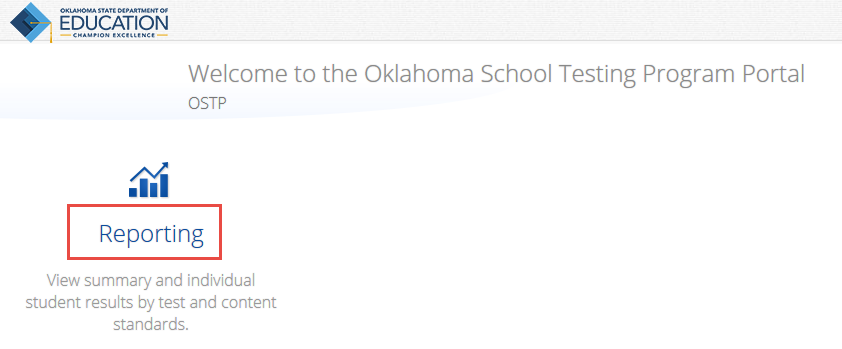 OKLAHOMA STATE DEPARTMENT OF
EDUCATION
CHAMPION EXCELLENCE
Welcome to the Oklahoma School Testing Program Portal
OSTP
Reporting
View summary and individual
student results by test and content
standards.